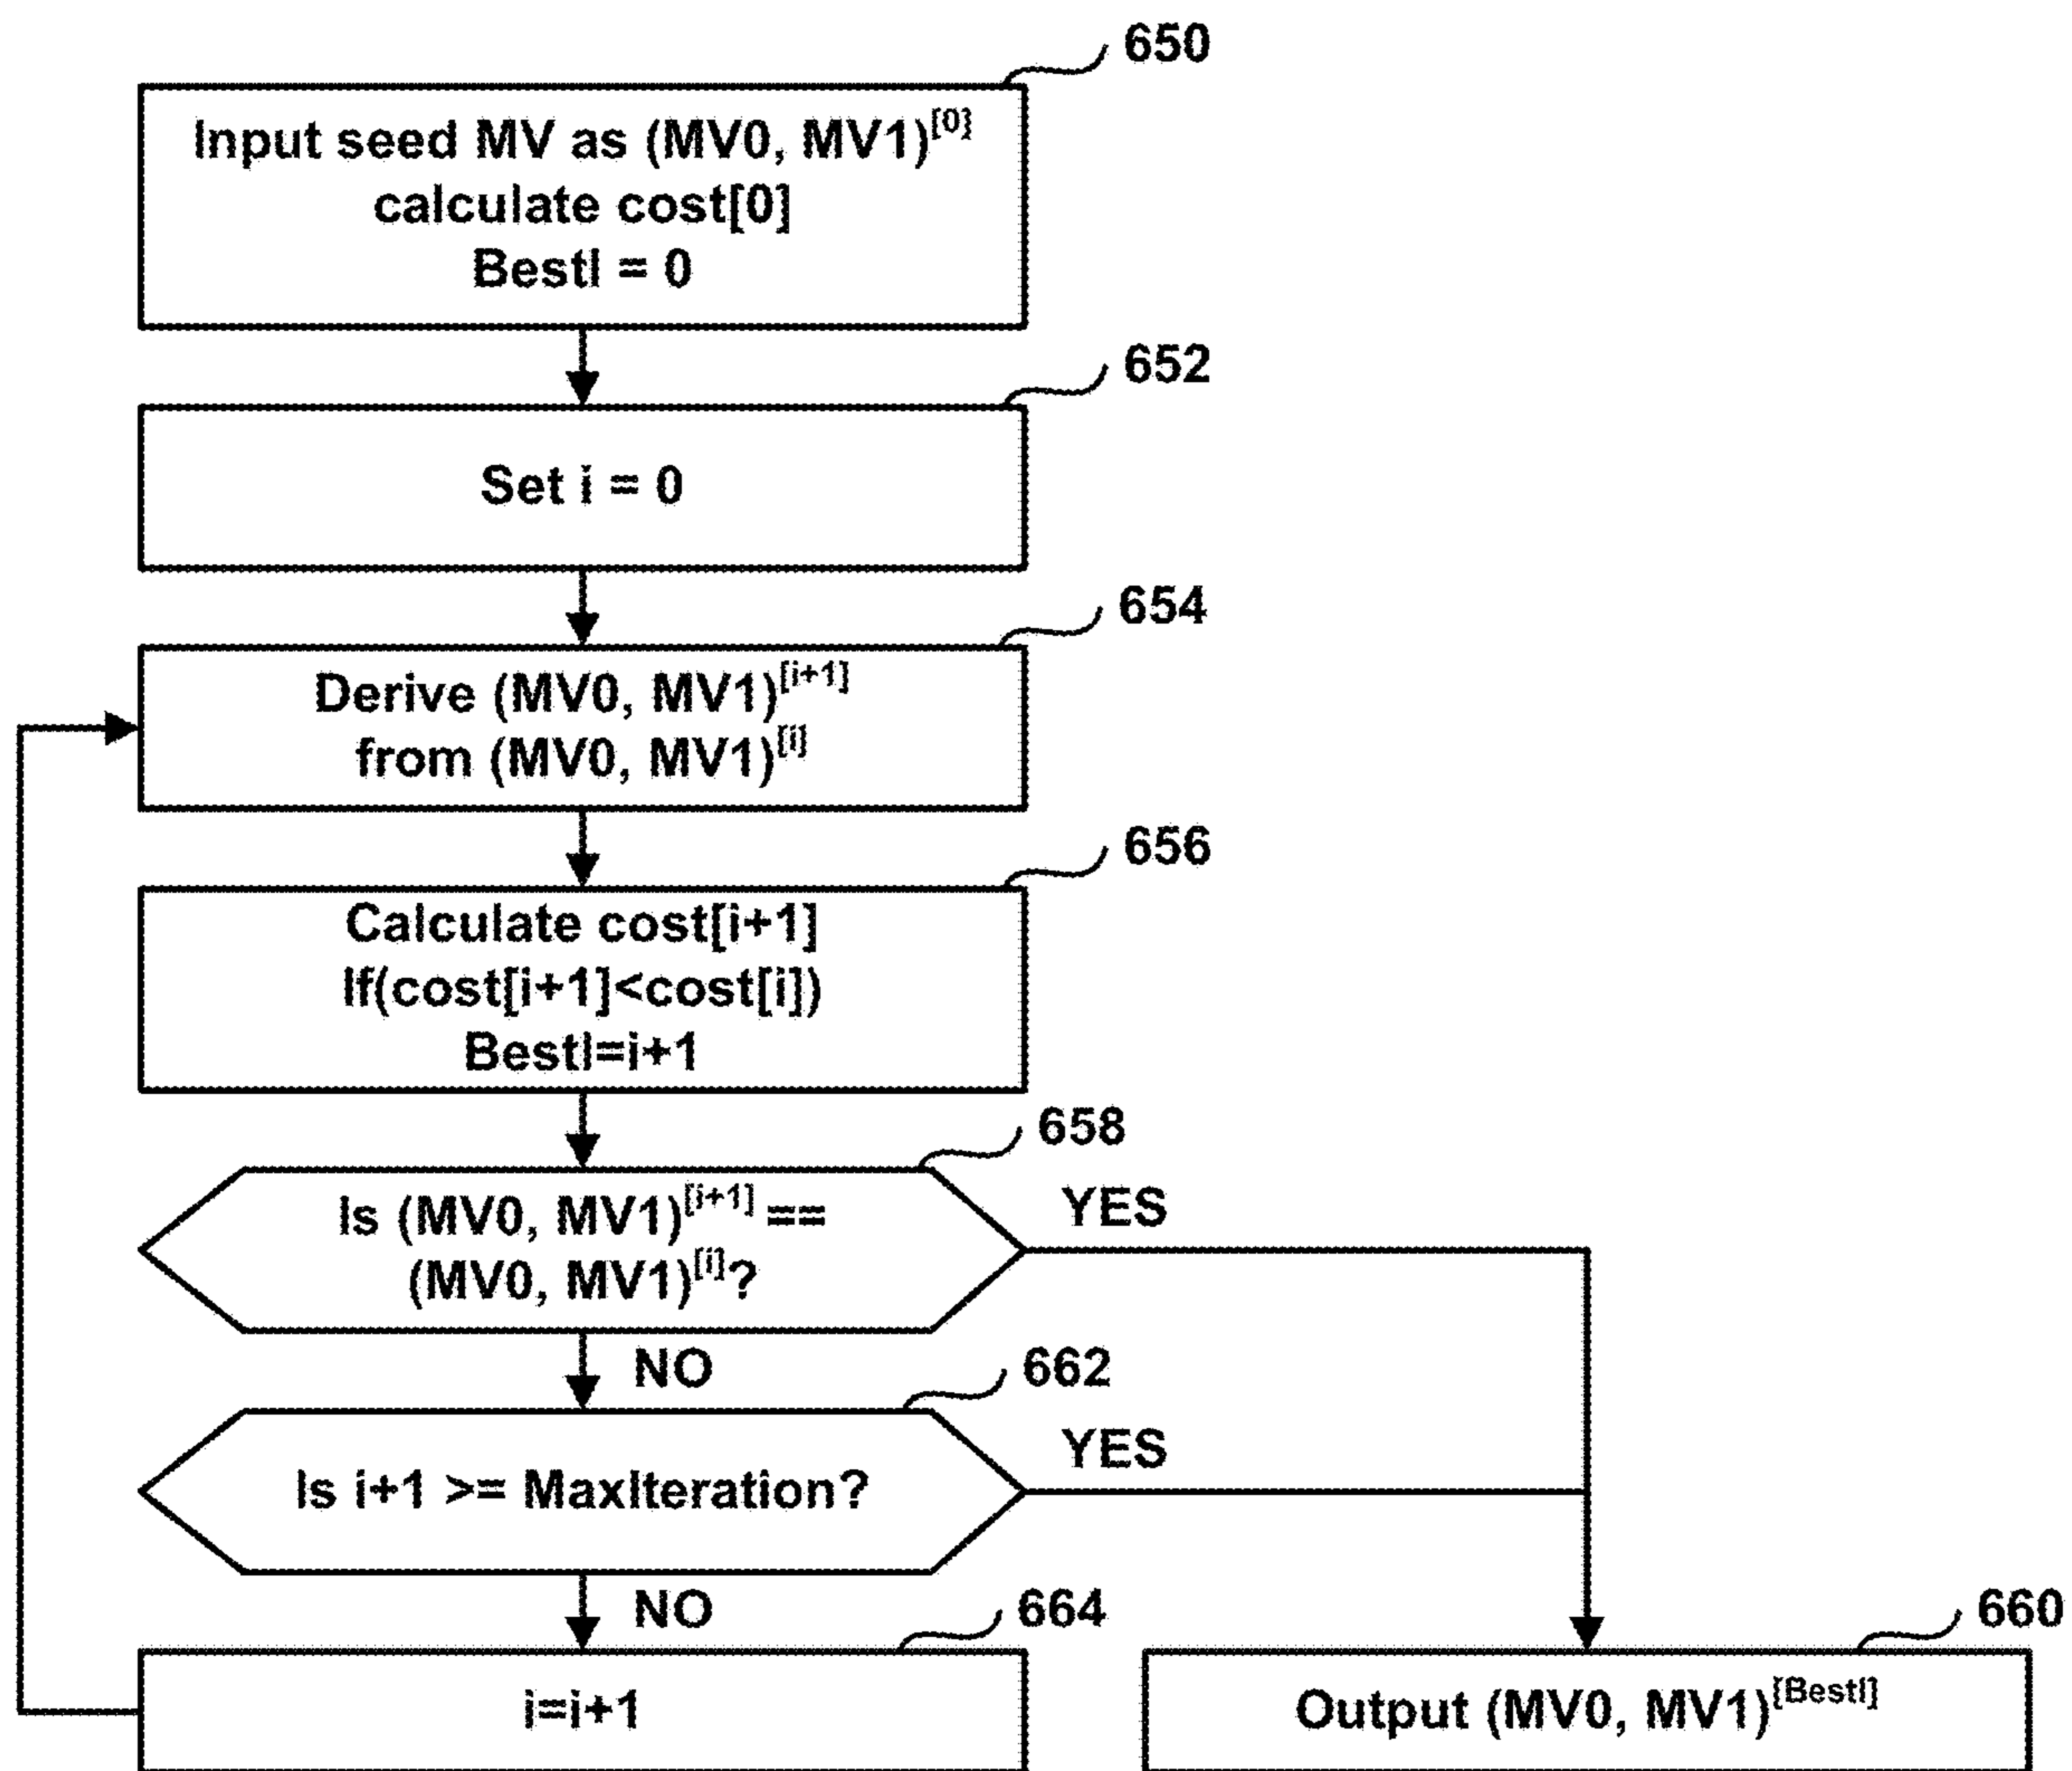 650
Input seed MV as (MV0, MV1)^[0]
calculate cost[0]
BestI = 0
652
Set i = 0
654
Derive (MV0, MV1)^[i+1]
from (MV0, MV1)^[i]
656
Calculate cost[i+1]
If(cost[i+1]<cost[i])
BestI=i+1
658
Is (MV0, MV1)^[i+1] ==
(MV0, MV1)^[i]?
YES
NO
662
Is i+1 >= MaxIteration?
YES
NO
664
i=i+1
660
Output (MV0, MV1)^[BestI]